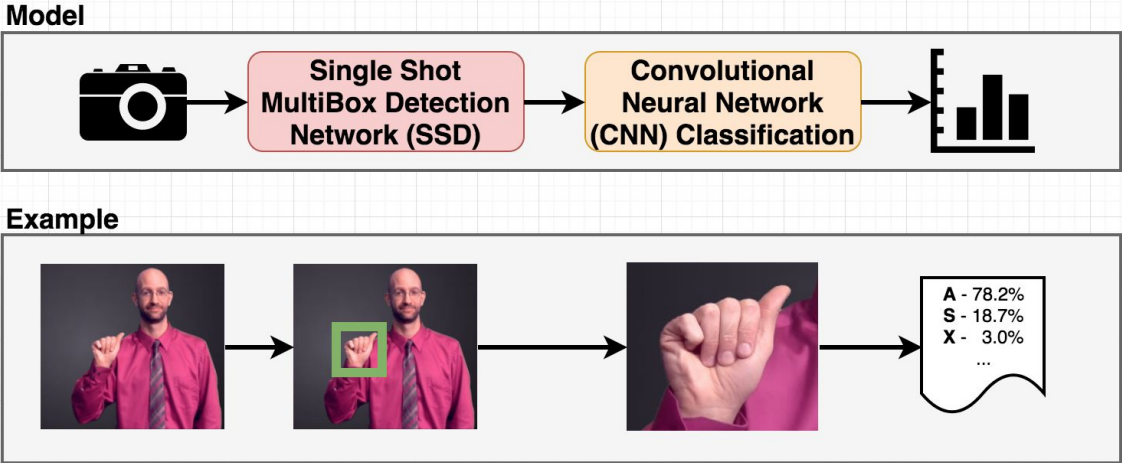 Model
Single Shot
MultiBox Detection
Network (SSD)
Convolutional
Neural Network
(CNN) Classification
Example
A - 78.2%
S - 18.7%
X - 3.0%
...